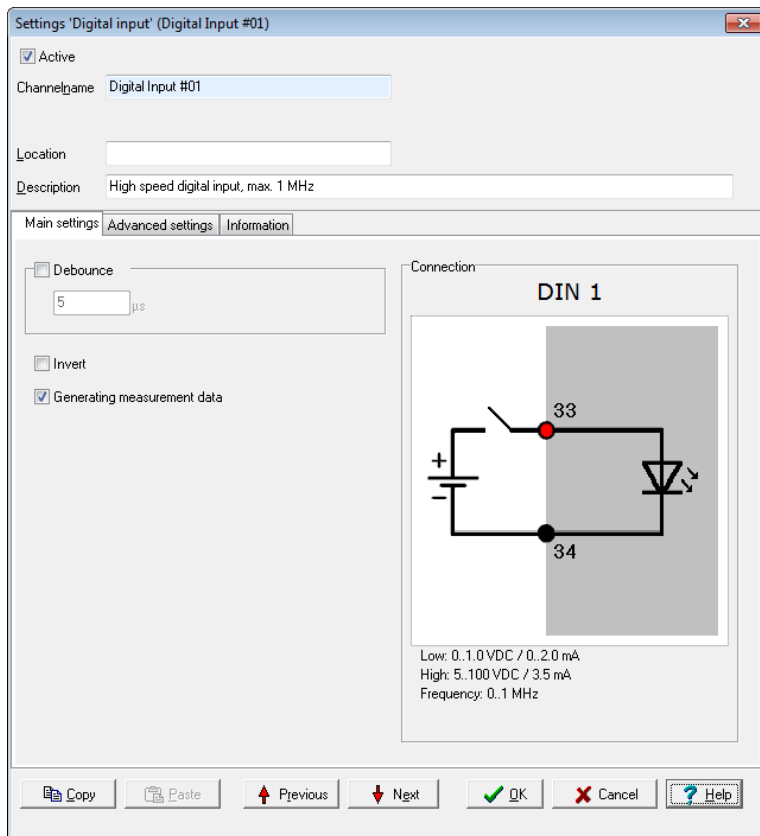 Settings 'Digital input' (Digital Input #01)
Active
Channelname Digital Input #01
Location
Description High speed digital input, max. 1 MHz
Main settings Advanced settings Information
Debounce
5 µs
Invert
Generating measurement data
Connection
DIN 1
33
+
−
34
Low: 0..1.0 VDC / 0..2.0 mA
High: 5..100 VDC / 3.5 mA
Frequency: 0..1 MHz
Copy Paste Previous Next OK Cancel ? Help